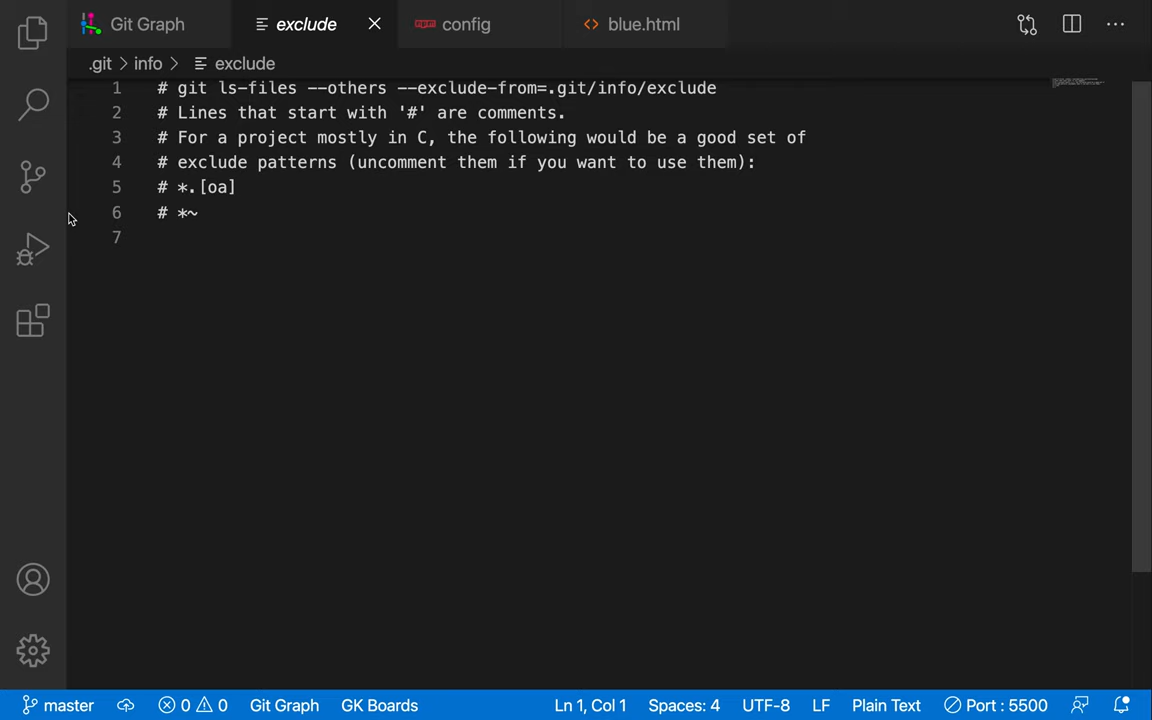 Git Graph exclude config blue.html
.git info exclude
1 # git ls-files --others --exclude-from=.git/info/exclude
2 # Lines that start with '#' are comments.
3 # For a project mostly in C, the following would be a good set of
4 # exclude patterns (uncomment them if you want to use them):
5 # *.[oa]
6 # *~
7
master 0 0 Git Graph GK Boards Ln 1, Col 1 Spaces: 4 UTF-8 LF Plain Text Port : 5500